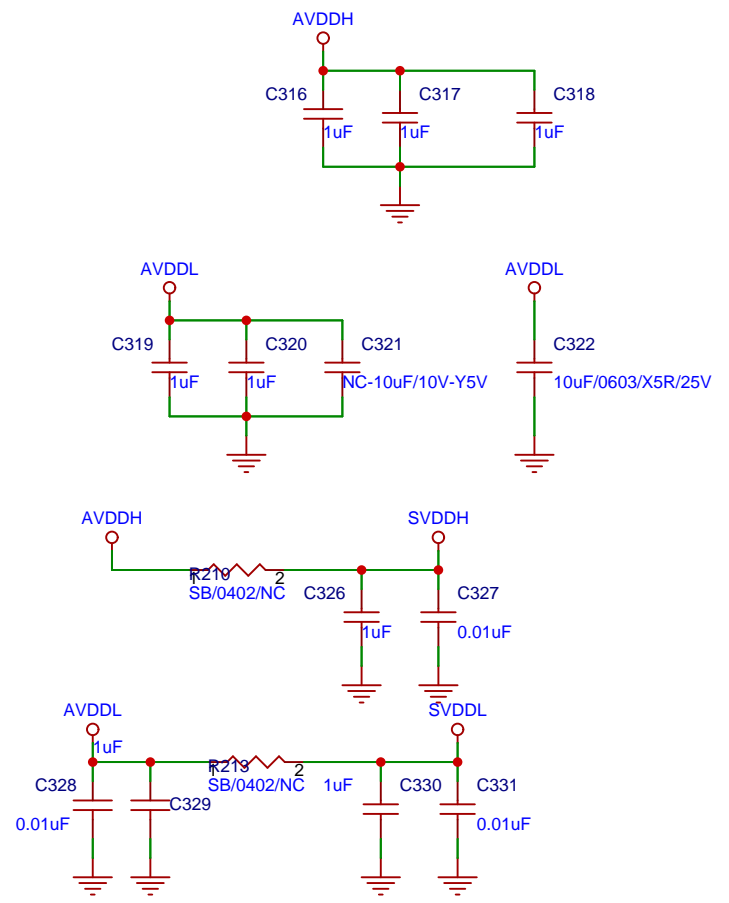 AVDDH
C316
C317
C318
1uF
1uF
1uF
AVDDL
AVDDL
C319
C320
C321
C322
1uF
1uF
NC-10uF/10V-Y5V
10uF/0603/X5R/25V
AVDDH
SVDDH
1
2
R210
SB/0402/NC
C326
C327
1uF
0.01uF
AVDDL
SVDDL
1uF
1
2
R213
SB/0402/NC
1uF
C328
C329
C330
C331
0.01uF
0.01uF